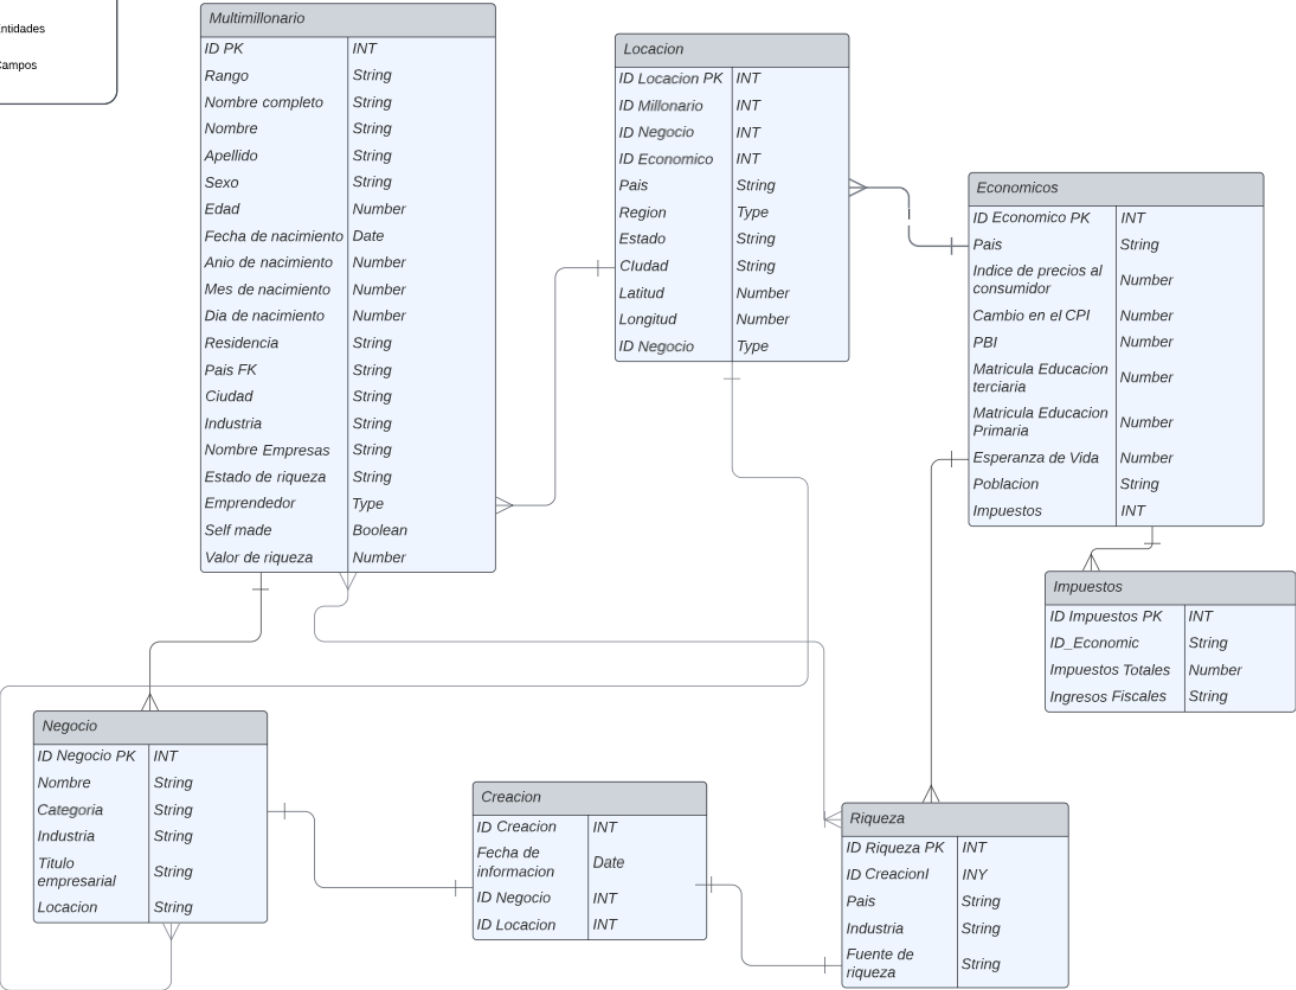 ntidades
Campos
Multimillonario
ID PK INT
Rango String
Nombre completo String
Nombre String
Apellido String
Sexo String
Edad Number
Fecha de nacimiento Date
Anio de nacimiento Number
Mes de nacimiento Number
Dia de nacimiento Number
Residencia String
Pais FK String
Ciudad String
Industria String
Nombre Empresas String
Estado de riqueza String
Emprendedor Type
Self made Boolean
Valor de riqueza Number
Locacion
ID Locacion PK INT
ID Millonario INT
ID Negocio INT
ID Economico INT
Pais String
Region Type
Estado String
CIudad String
Latitud Number
Longitud Number
ID Negocio Type
Economicos
ID Economico PK INT
Pais String
Indice de precios al
consumidor Number
Cambio en el CPI Number
PBI Number
Matricula Educacion
terciaria Number
Matricula Educacion
Primaria Number
Esperanza de Vida Number
Poblacion String
Impuestos INT
Impuestos
ID Impuestos PK INT
ID_Economic String
Impuestos Totales Number
Ingresos Fiscales String
Negocio
ID Negocio PK INT
Nombre String
Categoria String
Industria String
Titulo
empresarial String
Locacion String
Creacion
ID Creacion INT
Fecha de
informacion Date
ID Negocio INT
ID Locacion INT
Riqueza
ID Riqueza PK INT
ID CreacionI INY
Pais String
Industria String
Fuente de
riqueza String